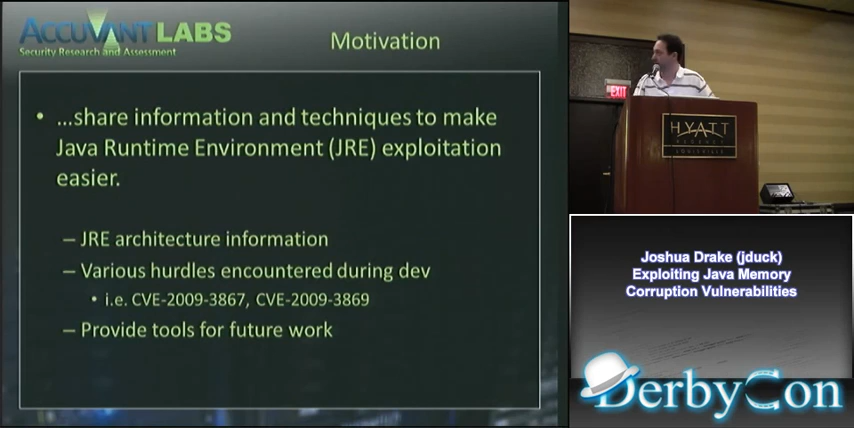 ACCUVANT LABS
Security Research and Assessment
Motivation
• …share information and techniques to make
Java Runtime Environment (JRE) exploitation
easier.
– JRE architecture information
– Various hurdles encountered during dev
• i.e. CVE-2009-3867, CVE-2009-3869
– Provide tools for future work
EXIT
HYATT
REGENCY
LOUISVILLE
Joshua Drake (jduck)
Exploiting Java Memory
Corruption Vulnerabilities
DerbyCon